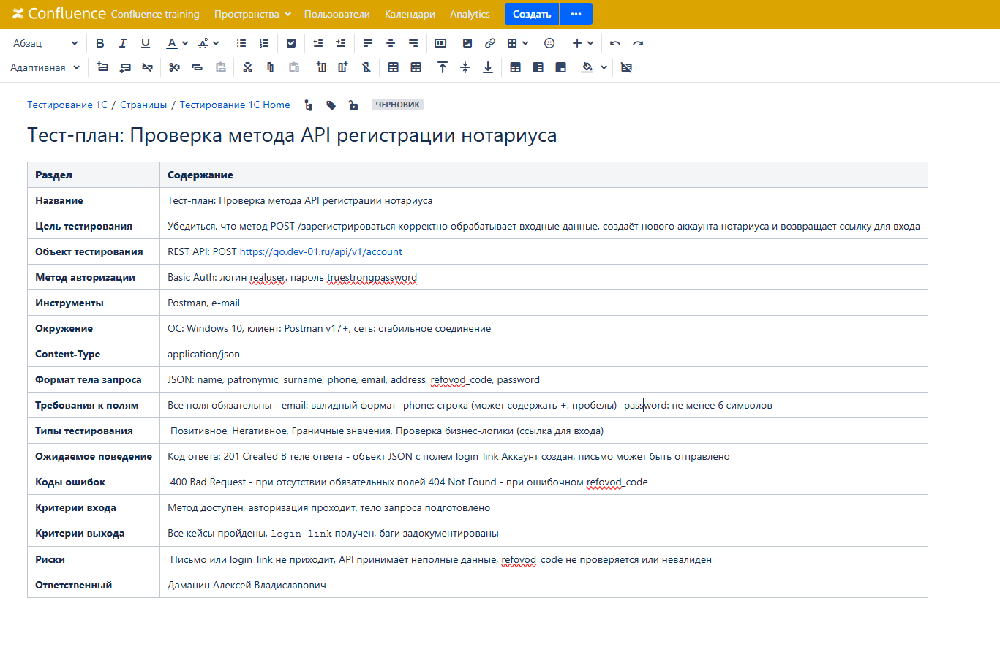 Confluence Confluence training Пространства Пользователи Календари Analytics Создать
Абзац
Адаптивная
Тестирование 1С / Страницы / Тестирование 1С Home ЧЕРНОВИК
Тест-план: Проверка метода API регистрации нотариуса
Раздел Содержание
Название Тест-план: Проверка метода API регистрации нотариуса
Цель тестирования Убедиться, что метод POST /зарегистрироваться корректно обрабатывает входные данные, создаёт нового аккаунта нотариуса и возвращает ссылку для входа
Объект тестирования REST API: POST https://go.dev-01.ru/api/v1/account
Метод авторизации Basic Auth: логин realuser, пароль truestrongpassword
Инструменты Postman, e-mail
Окружение ОС: Windows 10, клиент: Postman v17+, сеть: стабильное соединение
Content-Type application/json
Формат тела запроса JSON: name, patronymic, surname, phone, email, address, refovod_code, password
Требования к полям Все поля обязательны - email: валидный формат- phone: строка (может содержать +, пробелы)- password: не менее 6 символов
Типы тестирования Позитивное, Негативное, Граничные значения, Проверка бизнес-логики (ссылка для входа)
Ожидаемое поведение Код ответа: 201 Created В теле ответа - объект JSON с полем login_link Аккаунт создан, письмо может быть отправлено
Коды ошибок 400 Bad Request - при отсутствии обязательных полей 404 Not Found - при ошибочном refovod_code
Критерии входа Метод доступен, авторизация проходит, тело запроса подготовлено
Критерии выхода Все кейсы пройдены, login_link получен, баги задокументированы
Риски Письмо или login_link не приходит, API принимает неполные данные, refovod_code не проверяется или невалиден
Ответственный Даманин Алексей Владиславович